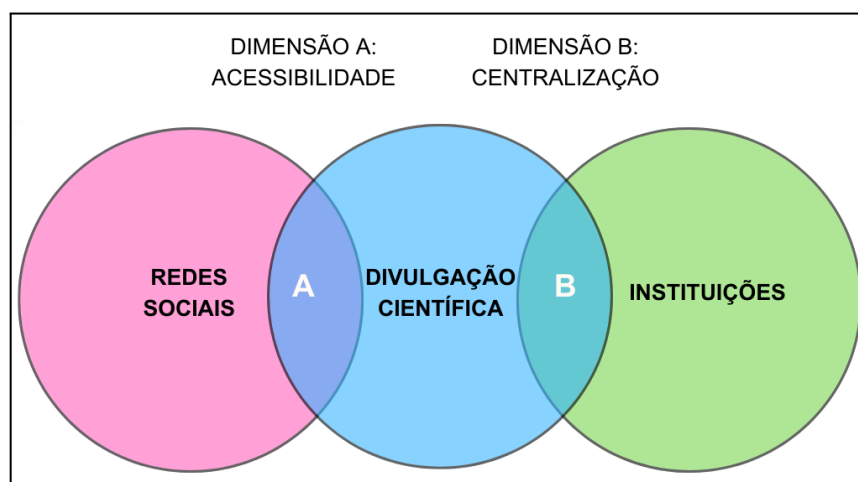 DIMENSÃO A:
ACESSIBILIDADE
DIMENSÃO B:
CENTRALIZAÇÃO
REDES
SOCIAIS
A
DIVULGAÇÃO
CIENTÍFICA
B
INSTITUIÇÕES